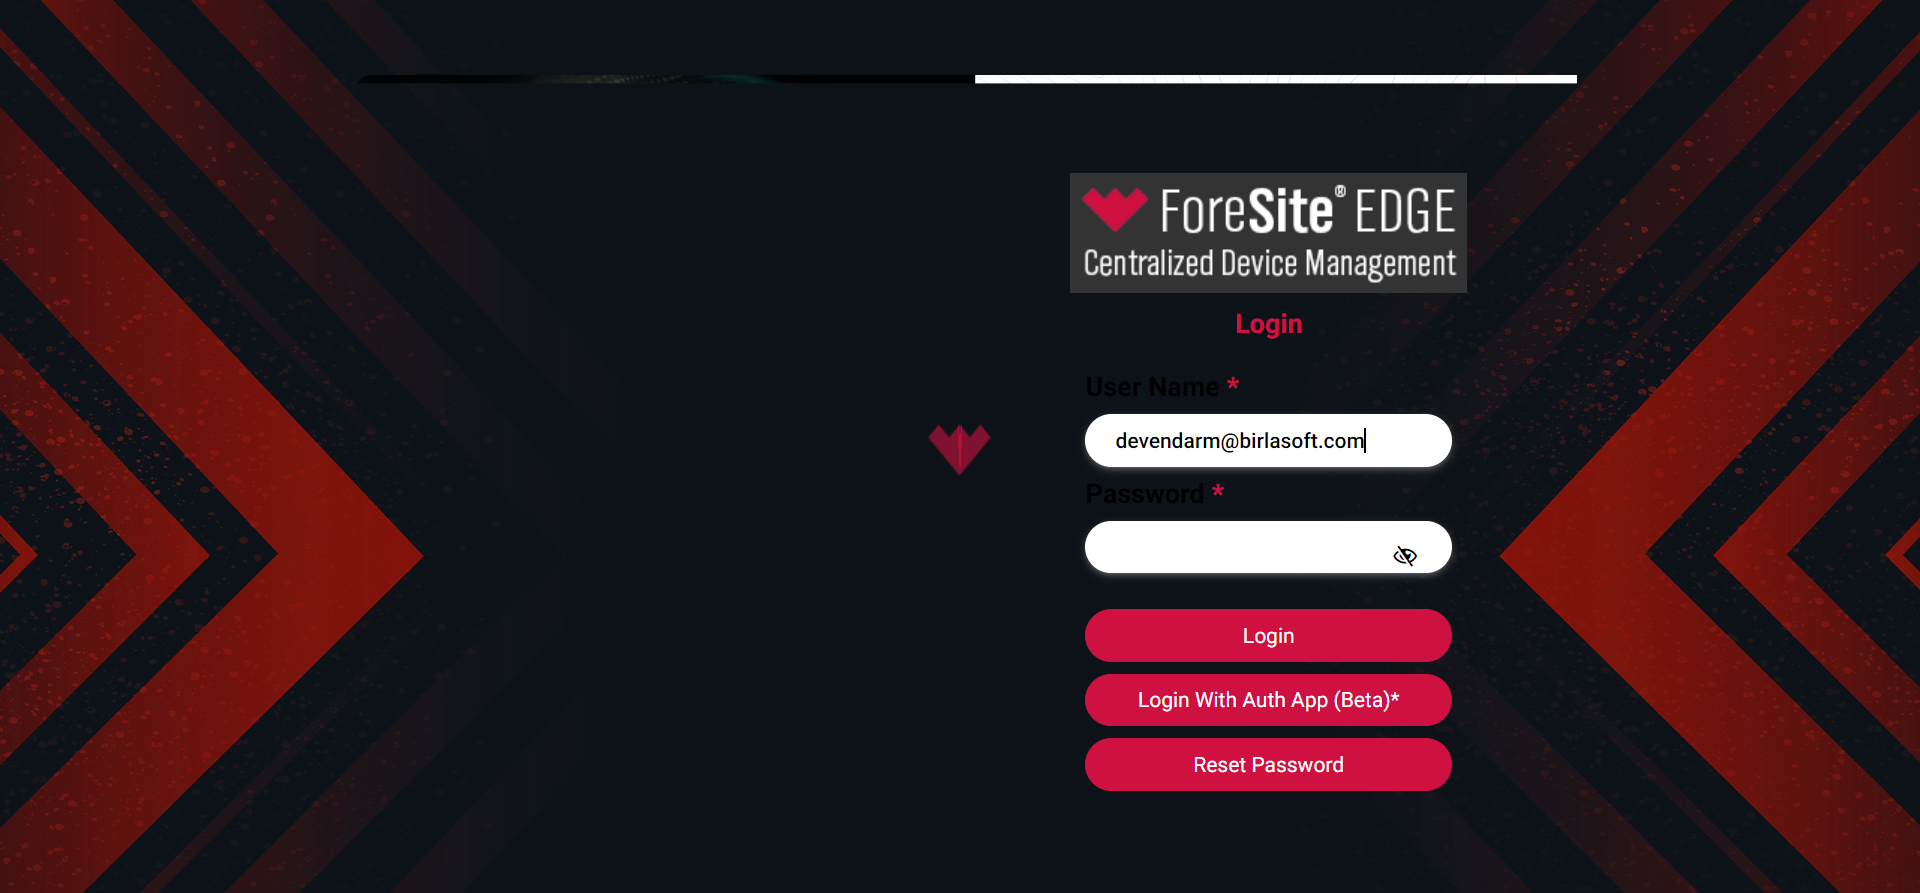 ForeSite® EDGE
Centralized Device Management
Login
User Name *
devendarm@birlasoft.com
Password *
Login
Login With Auth App (Beta)*
Reset Password